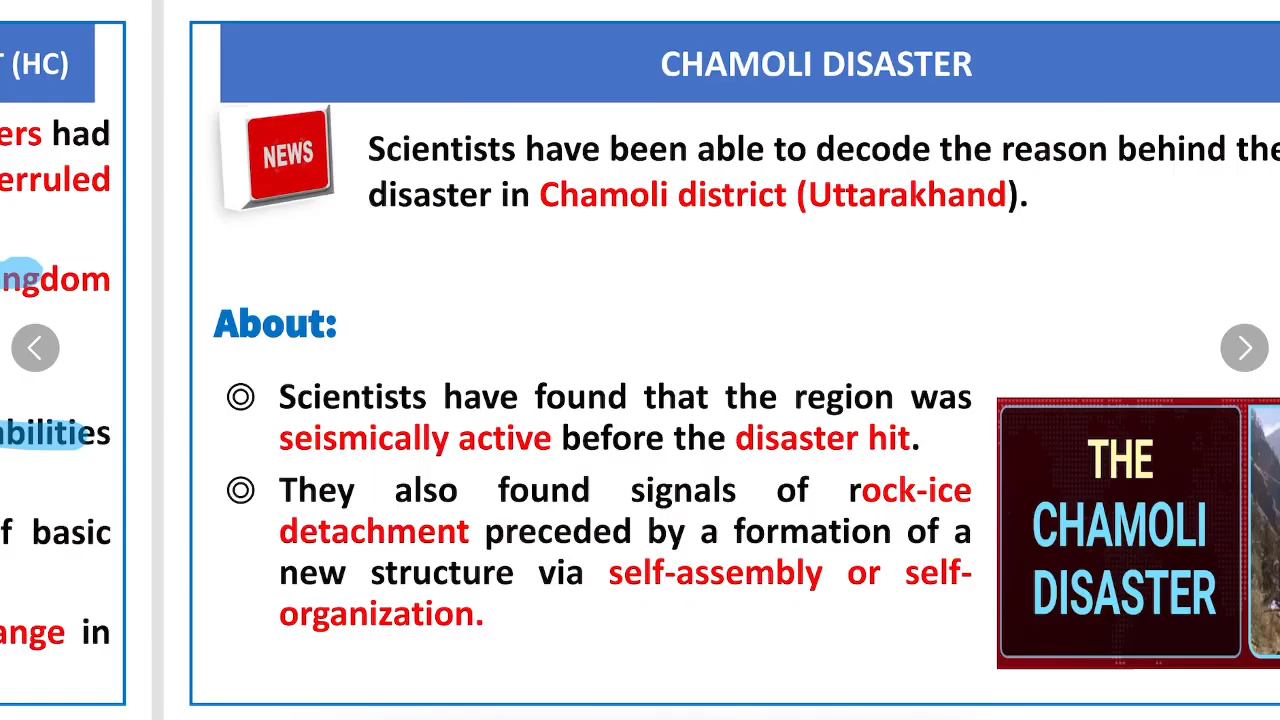 T (HC)
ers had
erruled
ngdom
abilities
f basic
ange in
CHAMOLI DISASTER
NEWS
Scientists have been able to decode the reason behind the
disaster in Chamoli district (Uttarakhand).
About:
◎ Scientists have found that the region was
seismically active before the disaster hit.
◎ They also found signals of rock-ice
detachment preceded by a formation of a
new structure via self-assembly or self-
organization.
THE
CHAMOLI
DISASTER